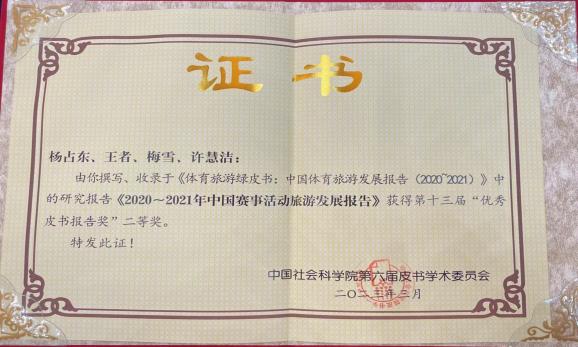 证书
杨占东、王者、梅雪、许慧洁：
由你撰写、收录于《体育旅游绿皮书：中国体育旅游发展报告（2020~2021）》中
的研究报告《2020～2021年中国赛事活动旅游发展报告》获得第十三届“优秀
皮书报告奖”二等奖。
特发此证！
中国社会科学院第六届皮书学术委员会
二〇二 年三月